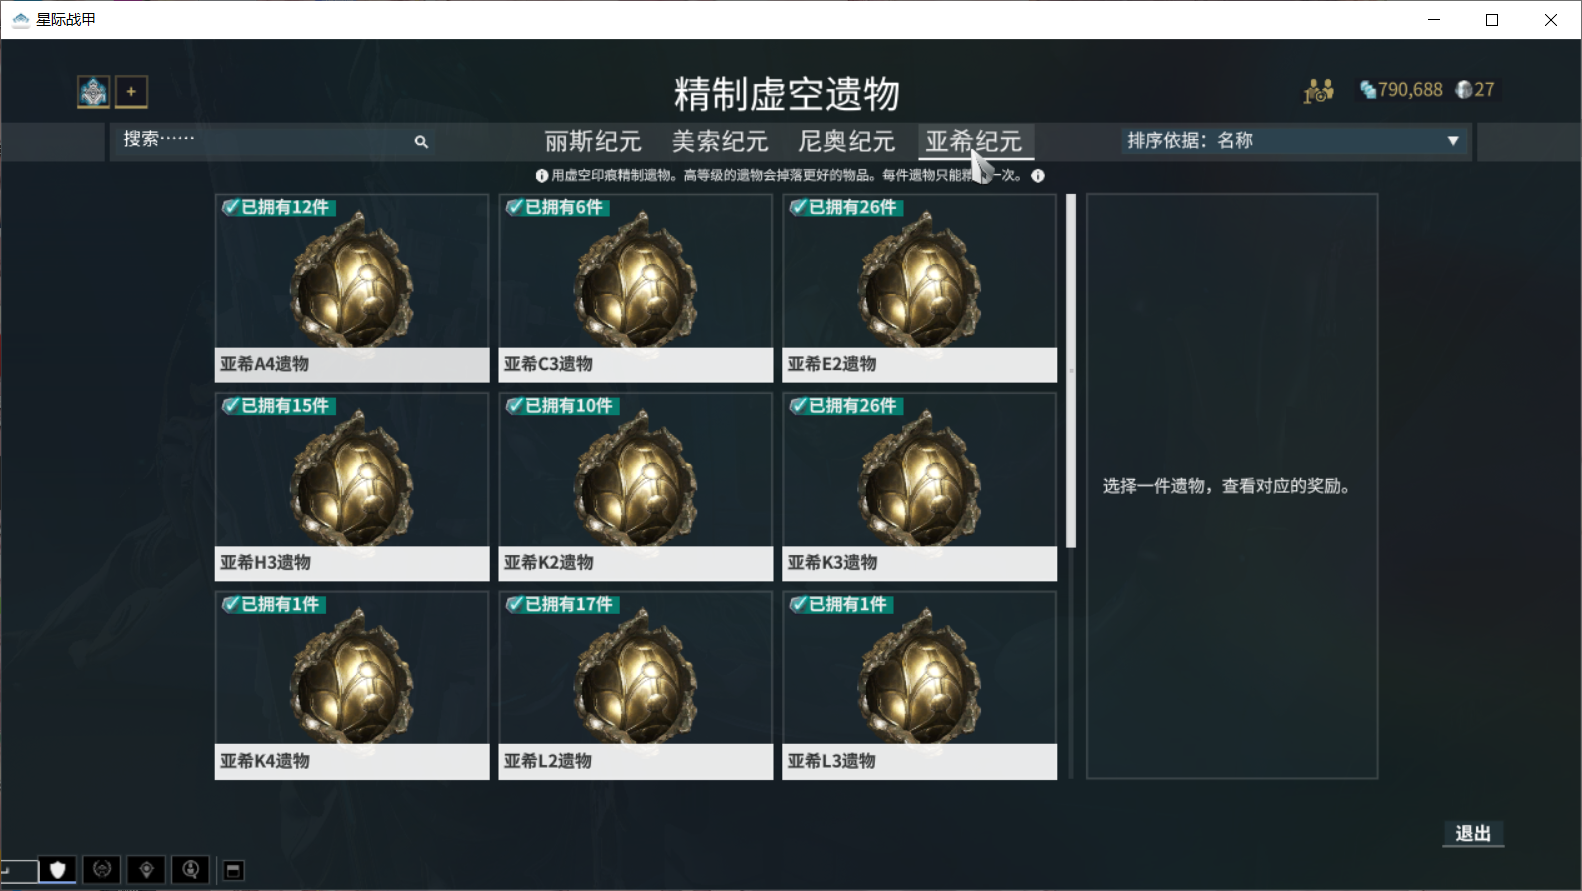 星际战甲
精制虚空遗物
790,688
27
搜索……
丽斯纪元
美索纪元
尼奥纪元
亚希纪元
排序依据：名称
用虚空印痕精制遗物。高等级的遗物会掉落更好的物品。每件遗物只能精 一次。
已拥有12件
已拥有6件
已拥有26件
亚希A4遗物
亚希C3遗物
亚希E2遗物
已拥有15件
已拥有10件
已拥有26件
亚希H3遗物
亚希K2遗物
亚希K3遗物
选择一件遗物，查看对应的奖励。
已拥有1件
已拥有17件
已拥有1件
亚希K4遗物
亚希L2遗物
亚希L3遗物
退出